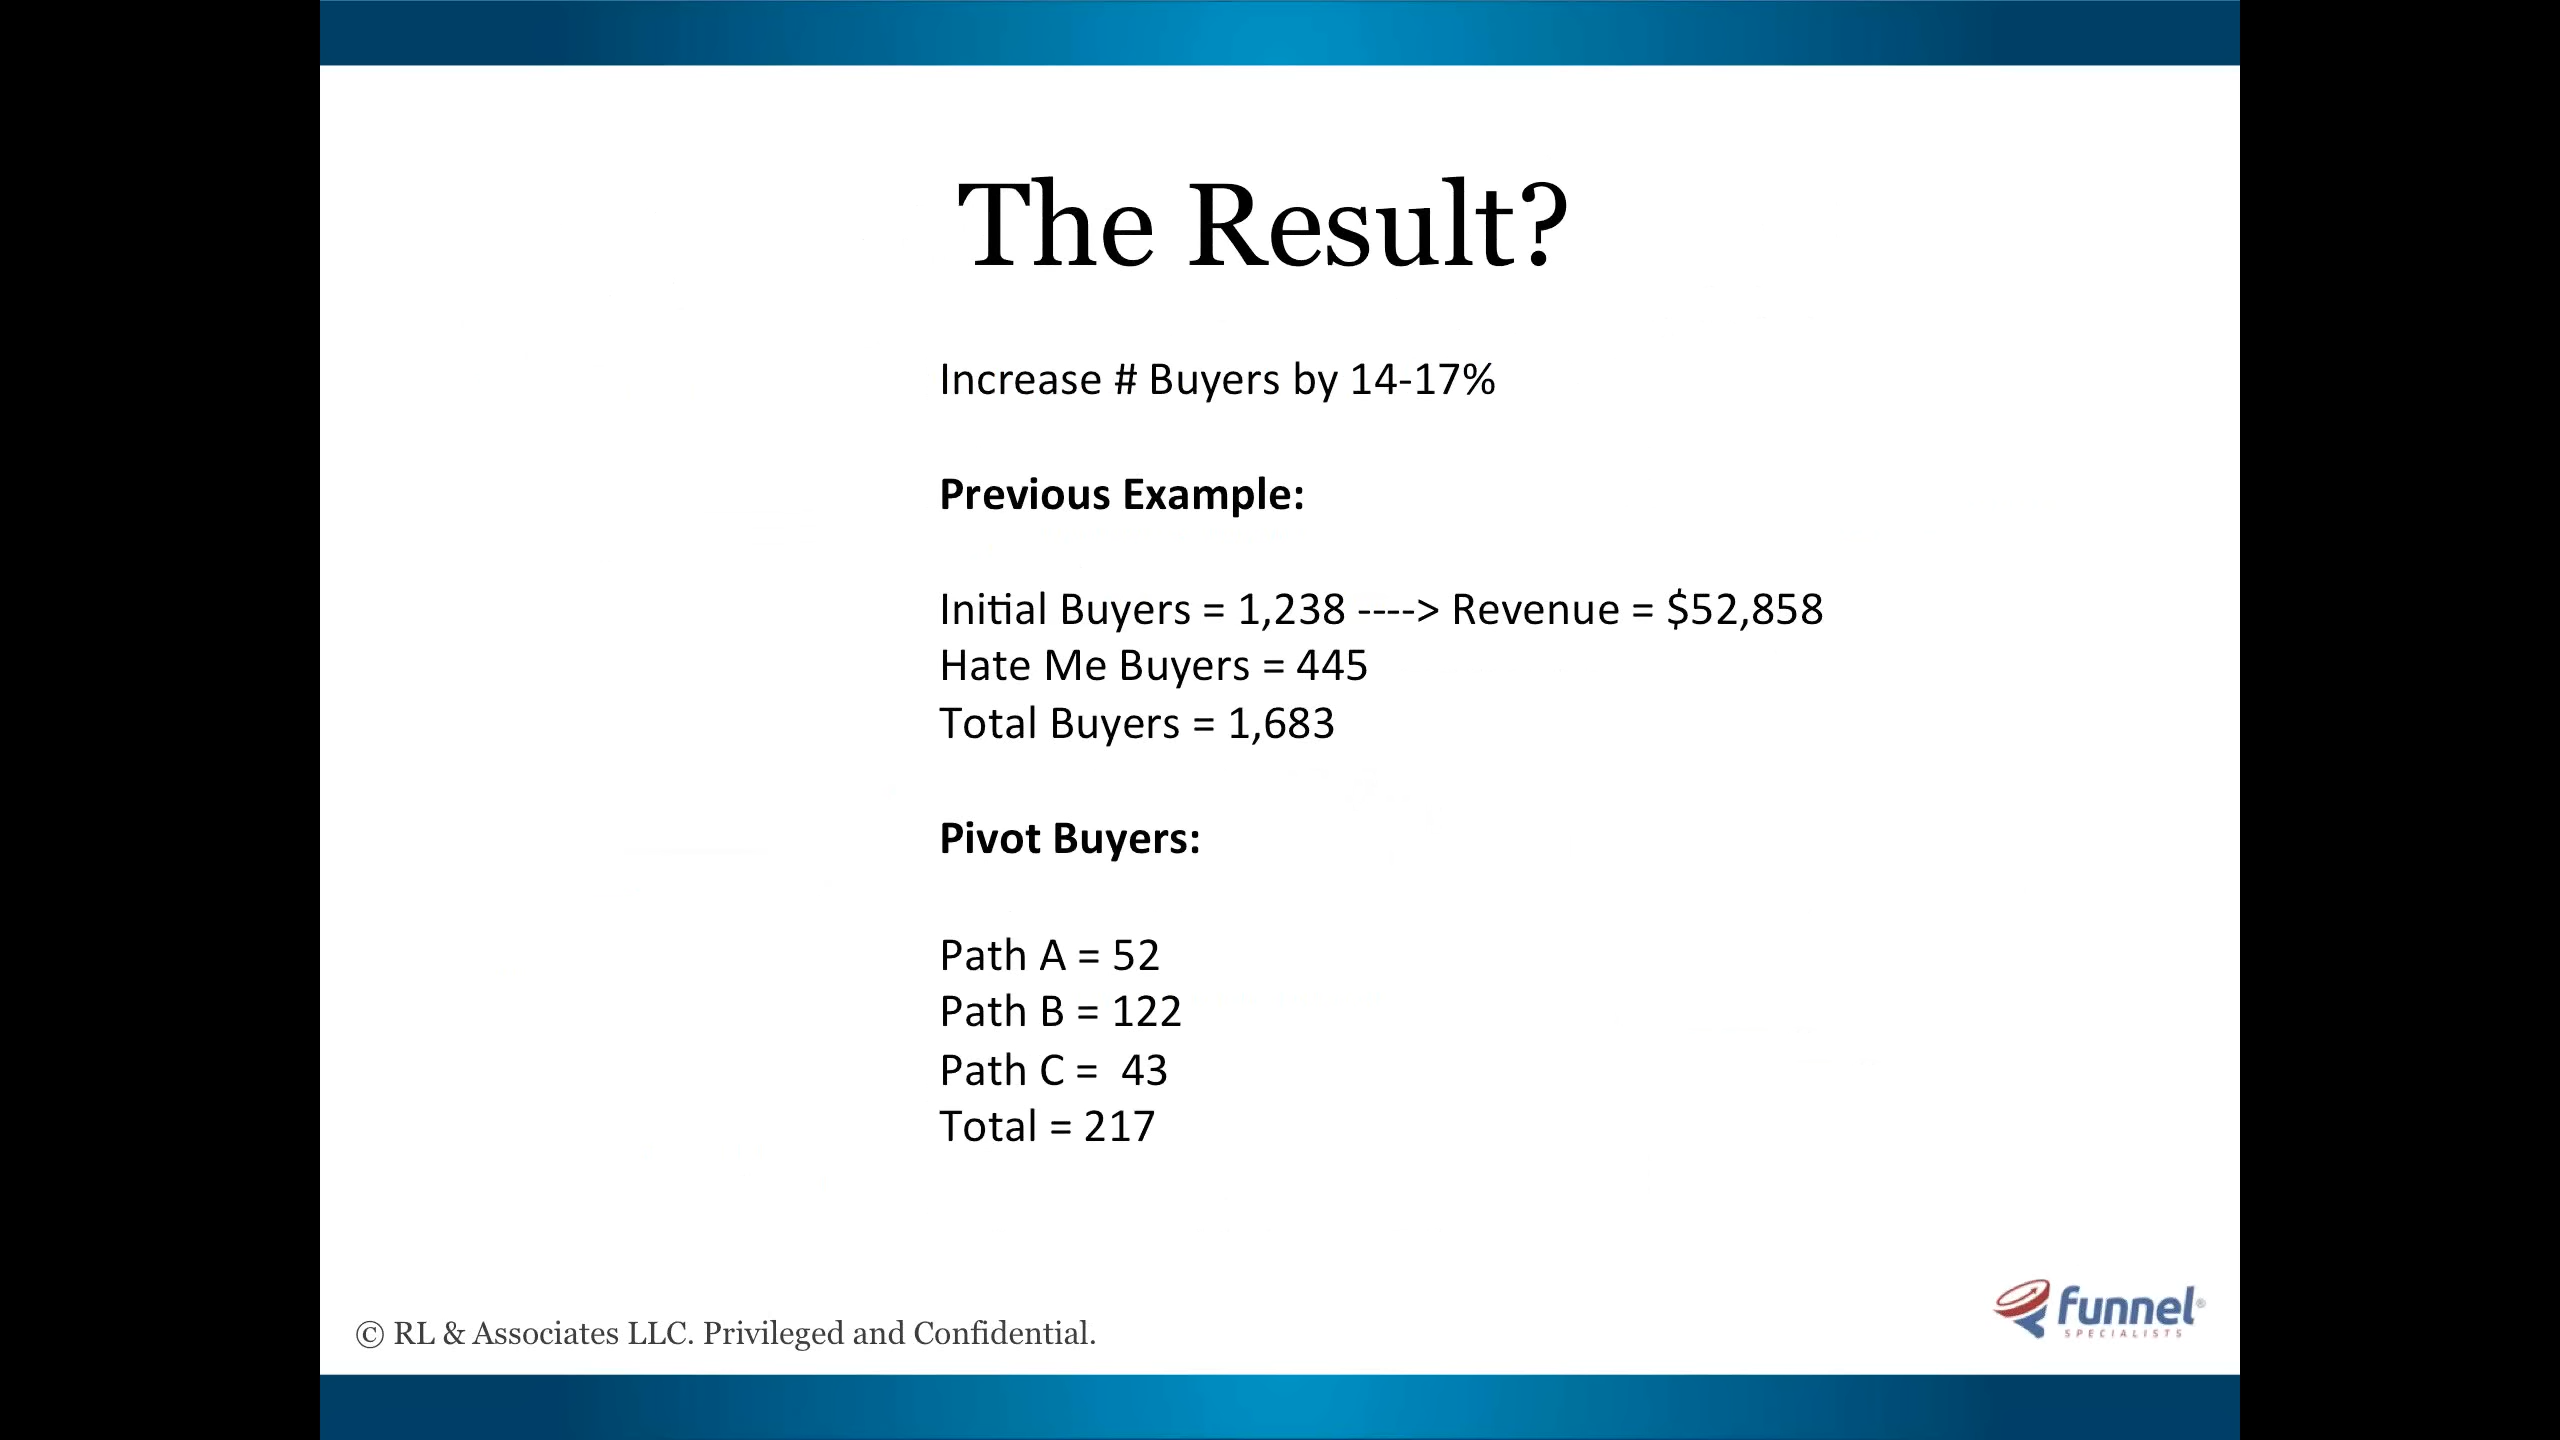 The Result?
Increase # Buyers by 14-17%
Previous Example:
Initial Buyers = 1,238 ----> Revenue = $52,858
Hate Me Buyers = 445
Total Buyers = 1,683
Pivot Buyers:
Path A = 52
Path B = 122
Path C =  43
Total = 217
© RL & Associates LLC. Privileged and Confidential.
funnel®
SPECIALISTS